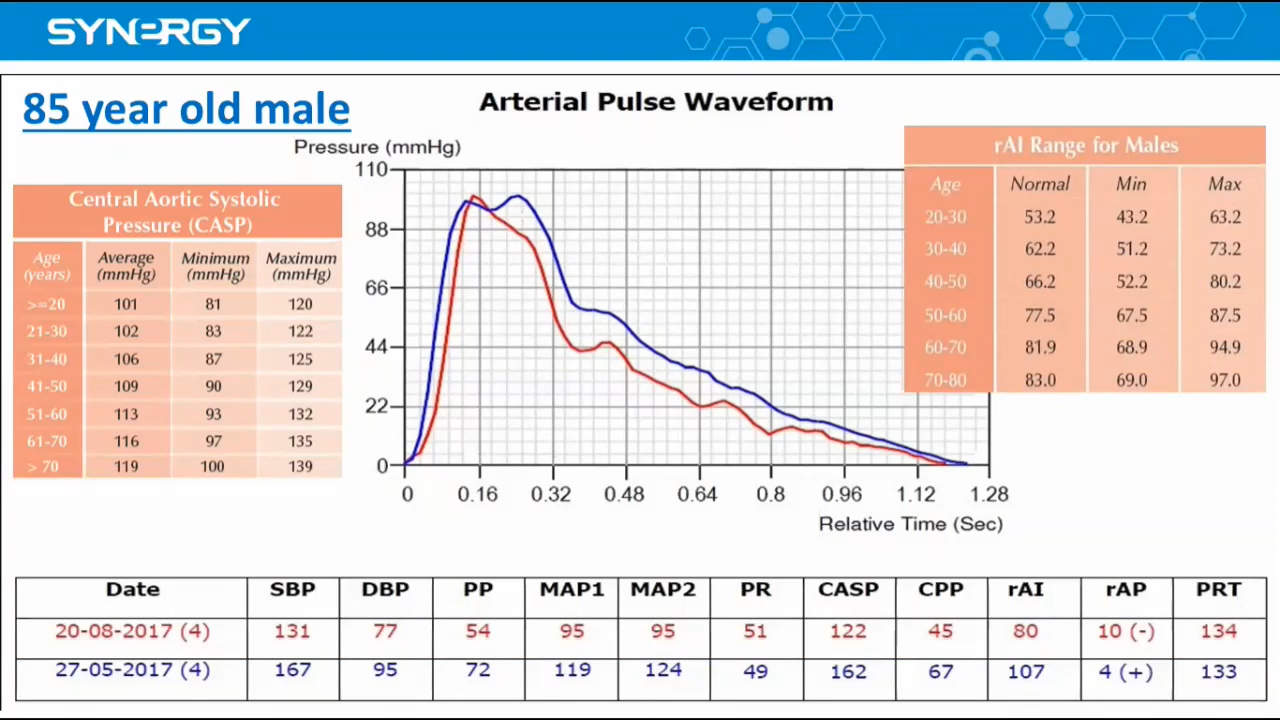 SYNERGY
85 year old male
Arterial Pulse Waveform
Pressure (mmHg)
110
88
66
44
22
0
0 0.16 0.32 0.48 0.64 0.8 0.96 1.12 1.28
Relative Time (Sec)
Central Aortic Systolic
Pressure (CASP)
Age (years) Average (mmHg) Minimum (mmHg) Maximum (mmHg)
>=20 101 81 120
21-30 102 83 122
31-40 106 87 125
41-50 109 90 129
51-60 113 93 132
61-70 116 97 135
> 70 119 100 139
rAI Range for Males
Age Normal Min Max
20-30 53.2 43.2 63.2
30-40 62.2 51.2 73.2
40-50 66.2 52.2 80.2
50-60 77.5 67.5 87.5
60-70 81.9 68.9 94.9
70-80 83.0 69.0 97.0
Date SBP DBP PP MAP1 MAP2 PR CASP CPP rAI rAP PRT
20-08-2017 (4) 131 77 54 95 95 51 122 45 80 10 (-) 134
27-05-2017 (4) 167 95 72 119 124 49 162 67 107 4 (+) 133